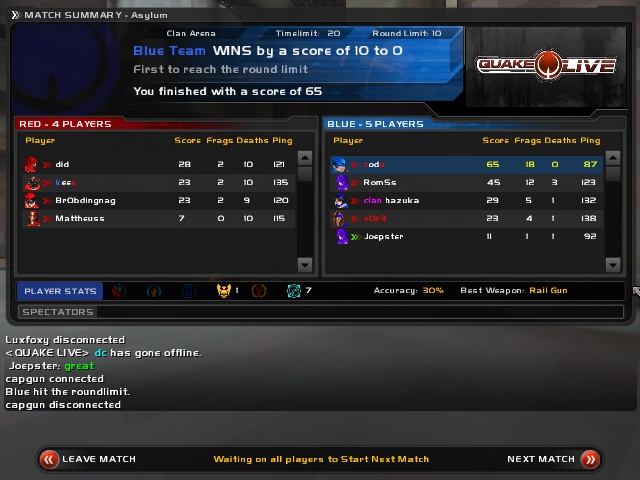 MATCH SUMMARY - Asylum
Clan Arena Timelimit: 20 Round Limit: 10
Blue Team WINS by a score of 10 to 0
First to reach the round limit
You finished with a score of 65
QUAKE LIVE
RED - 4 PLAYERS
Player Score Frags Deaths Ping
did 28 2 10 121
23 2 10 135
BrObdingnag 23 2 9 120
Mattheuss 7 0 10 115
BLUE - 5 PLAYERS
Player Score Frags Deaths Ping
coda 65 18 0 87
RomSs 45 12 3 123
clan hazuka 29 5 1 132
23 4 1 138
Joepster 11 1 1 92
PLAYER STATS 1 7 Accuracy: 30% Best Weapon: Rail Gun
SPECTATORS
Luxfoxy disconnected
<QUAKE LIVE> dc has gone offline.
Joepster: great
capgun connected
Blue hit the roundlimit.
capgun disconnected
LEAVE MATCH Waiting on all players to Start Next Match NEXT MATCH